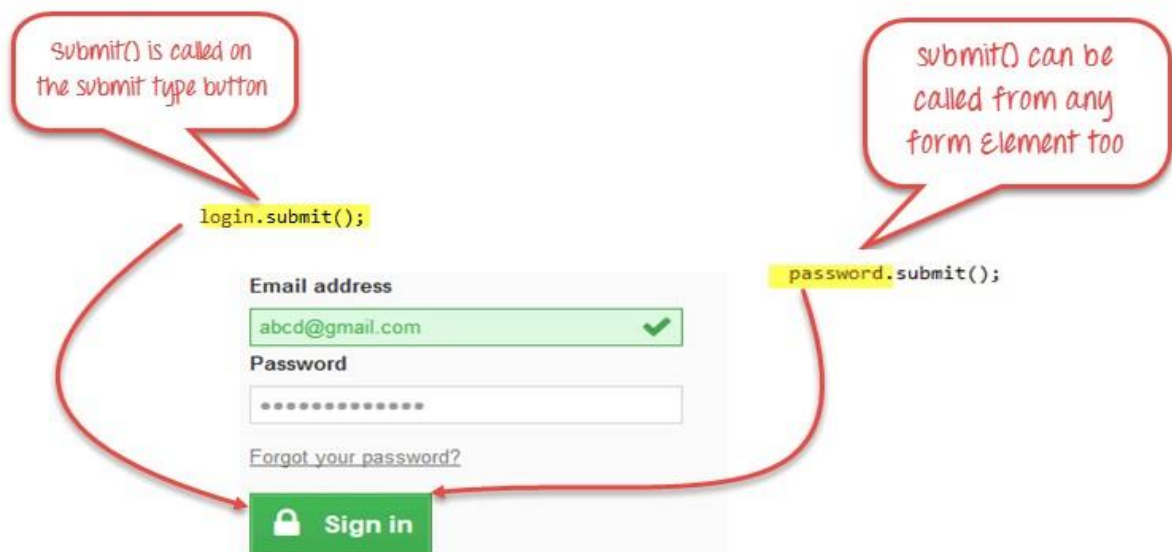 Submit() is called on
the submit type button
submit() can be
called from any
form Element too
login.submit();
password.submit();
Email address
abcd@gmail.com
Password
Forgot your password?
Sign in